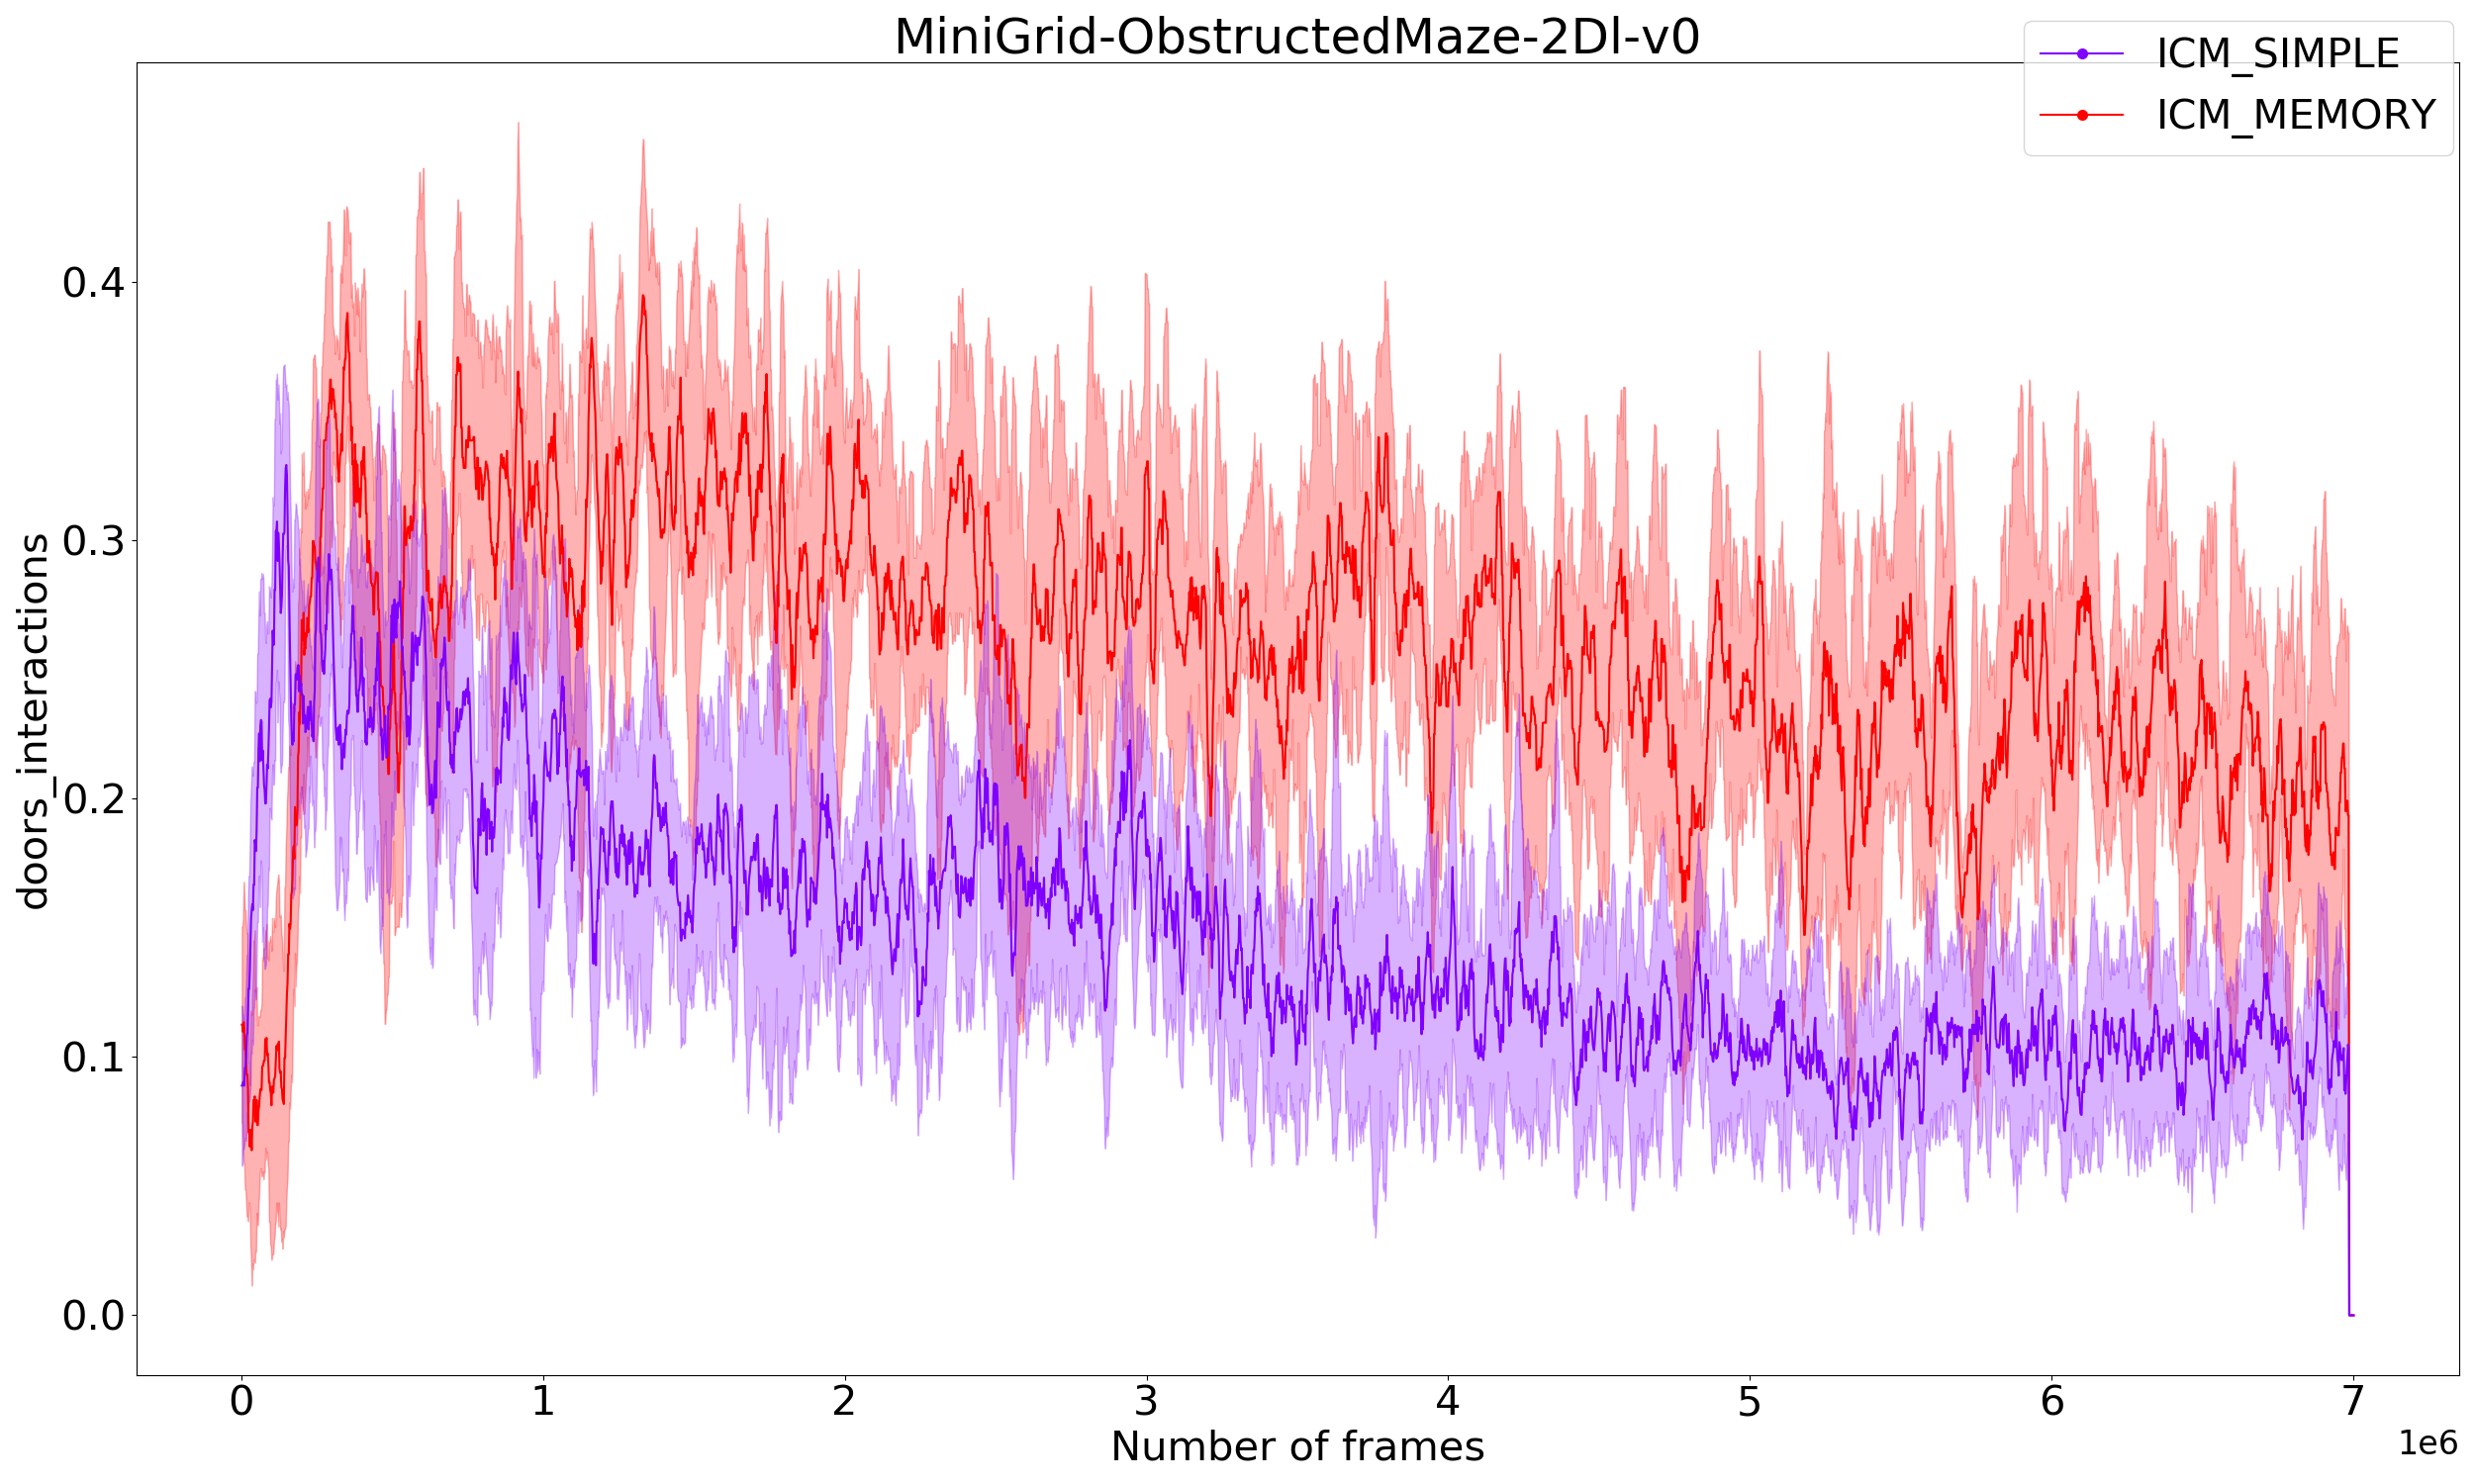 MiniGrid-ObstructedMaze-2Dl-v0
ICM_SIMPLE
ICM_MEMORY
doors_interactions
0.4
0.3
0.2
0.1
0.0
0 1 2 3 4 5 6 7
Number of frames
1e6